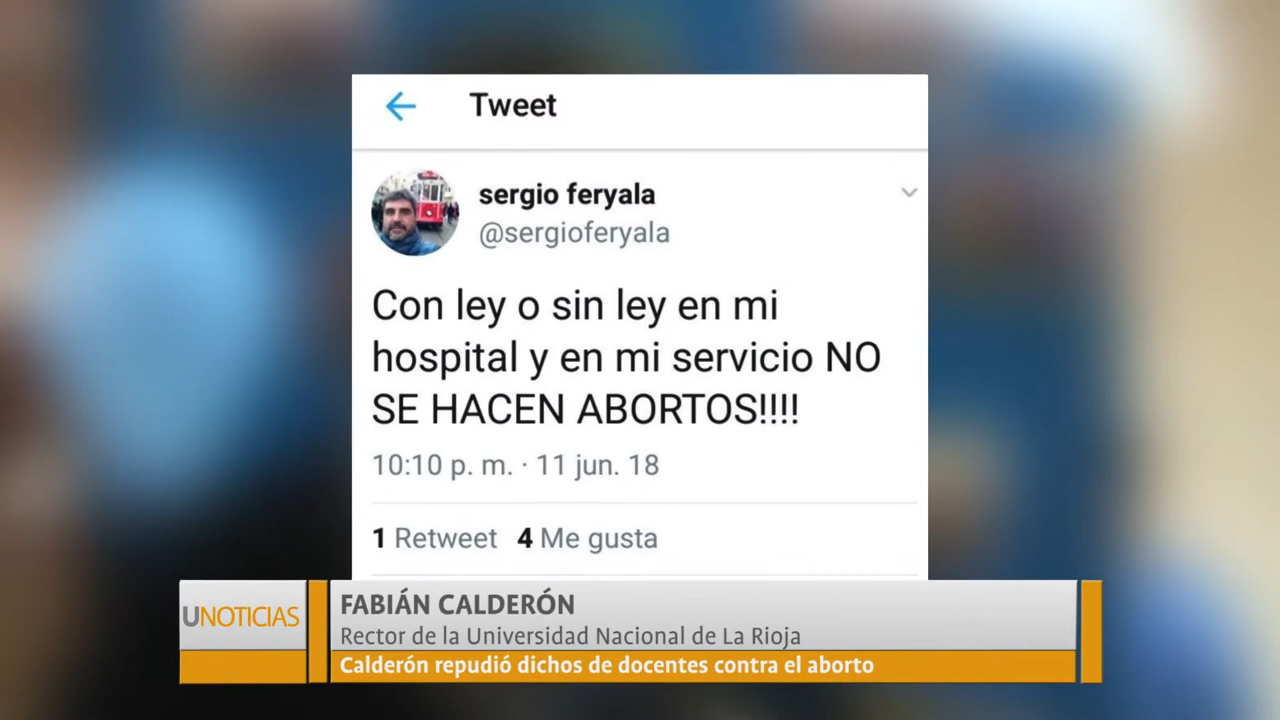 Tweet
sergio feryala
@sergioferyala
Con ley o sin ley en mi
hospital y en mi servicio NO
SE HACEN ABORTOS!!!!
10:10 p. m. · 11 jun. 18
1 Retweet 4 Me gusta
UNOTICIAS
FABIÁN CALDERÓN
Rector de la Universidad Nacional de La Rioja
Calderón repudió dichos de docentes contra el aborto